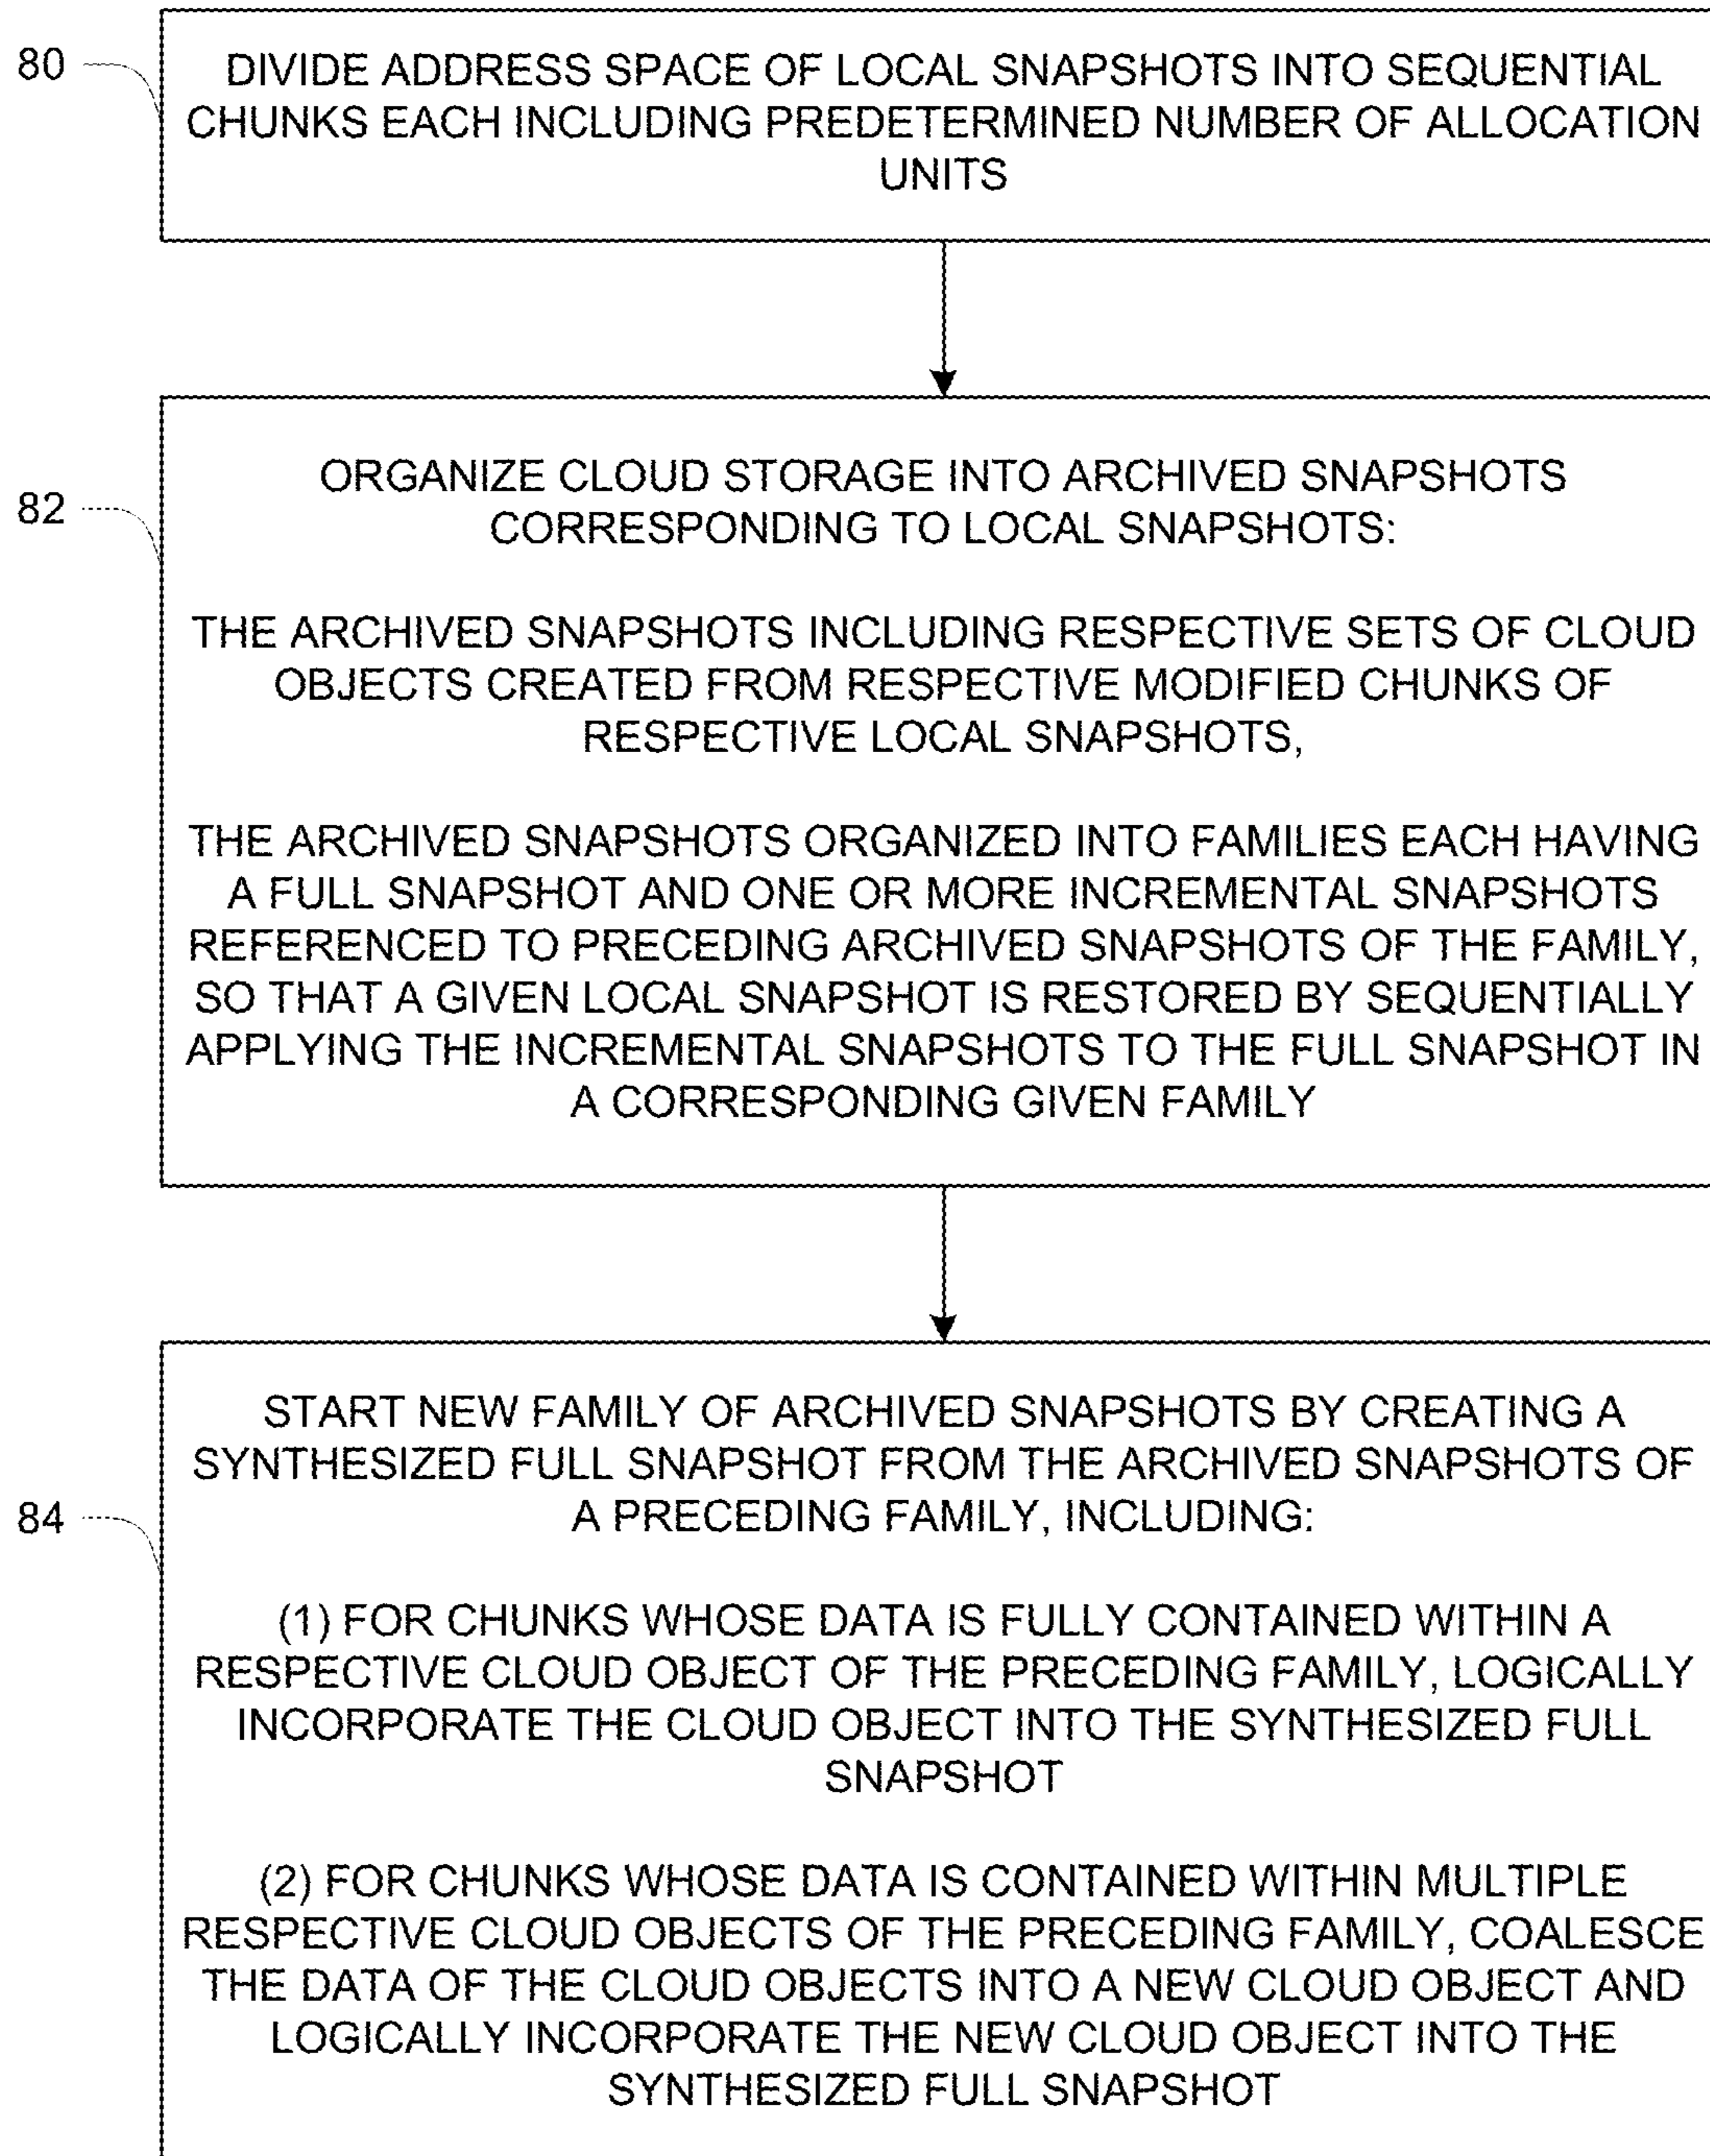 80
DIVIDE ADDRESS SPACE OF LOCAL SNAPSHOTS INTO SEQUENTIAL
CHUNKS EACH INCLUDING PREDETERMINED NUMBER OF ALLOCATION
UNITS
82
ORGANIZE CLOUD STORAGE INTO ARCHIVED SNAPSHOTS
CORRESPONDING TO LOCAL SNAPSHOTS:
THE ARCHIVED SNAPSHOTS INCLUDING RESPECTIVE SETS OF CLOUD
OBJECTS CREATED FROM RESPECTIVE MODIFIED CHUNKS OF
RESPECTIVE LOCAL SNAPSHOTS,
THE ARCHIVED SNAPSHOTS ORGANIZED INTO FAMILIES EACH HAVING
A FULL SNAPSHOT AND ONE OR MORE INCREMENTAL SNAPSHOTS
REFERENCED TO PRECEDING ARCHIVED SNAPSHOTS OF THE FAMILY,
SO THAT A GIVEN LOCAL SNAPSHOT IS RESTORED BY SEQUENTIALLY
APPLYING THE INCREMENTAL SNAPSHOTS TO THE FULL SNAPSHOT IN
A CORRESPONDING GIVEN FAMILY
84
START NEW FAMILY OF ARCHIVED SNAPSHOTS BY CREATING A
SYNTHESIZED FULL SNAPSHOT FROM THE ARCHIVED SNAPSHOTS OF
A PRECEDING FAMILY, INCLUDING:
(1) FOR CHUNKS WHOSE DATA IS FULLY CONTAINED WITHIN A
RESPECTIVE CLOUD OBJECT OF THE PRECEDING FAMILY, LOGICALLY
INCORPORATE THE CLOUD OBJECT INTO THE SYNTHESIZED FULL
SNAPSHOT
(2) FOR CHUNKS WHOSE DATA IS CONTAINED WITHIN MULTIPLE
RESPECTIVE CLOUD OBJECTS OF THE PRECEDING FAMILY, COALESCE
THE DATA OF THE CLOUD OBJECTS INTO A NEW CLOUD OBJECT AND
LOGICALLY INCORPORATE THE NEW CLOUD OBJECT INTO THE
SYNTHESIZED FULL SNAPSHOT